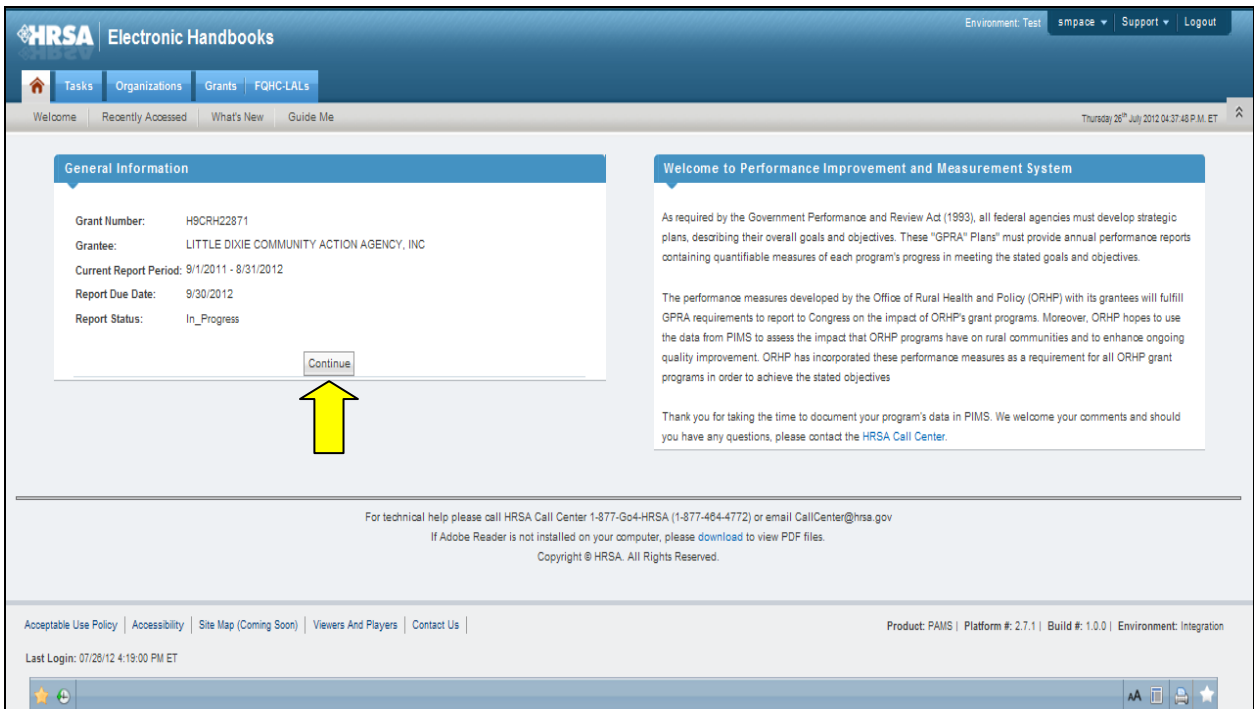 HRSA Electronic Handbooks
Environment: Test smpace Support Logout
Tasks Organizations Grants FQHC-LALs
Welcome Recently Accessed What's New Guide Me
Thursday 26th July 2012 04:37:48 P.M. ET
General Information
Grant Number: H9CRH22871
Grantee: LITTLE DIXIE COMMUNITY ACTION AGENCY, INC
Current Report Period: 9/1/2011 - 8/31/2012
Report Due Date: 9/30/2012
Report Status: In_Progress
Continue
Welcome to Performance Improvement and Measurement System
As required by the Government Performance and Review Act (1993), all federal agencies must develop strategic
plans, describing their overall goals and objectives. These "GPRA" Plans" must provide annual performance reports
containing quantifiable measures of each program's progress in meeting the stated goals and objectives.
The performance measures developed by the Office of Rural Health and Policy (ORHP) with its grantees will fulfill
GPRA requirements to report to Congress on the impact of ORHP's grant programs. Moreover, ORHP hopes to use
the data from PIMS to assess the impact that ORHP programs have on rural communities and to enhance ongoing
quality improvement. ORHP has incorporated these performance measures as a requirement for all ORHP grant
programs in order to achieve the stated objectives
Thank you for taking the time to document your program's data in PIMS. We welcome your comments and should
you have any questions, please contact the HRSA Call Center.
For technical help please call HRSA Call Center 1-877-Go4-HRSA (1-877-464-4772) or email CallCenter@hrsa.gov
If Adobe Reader is not installed on your computer, please download to view PDF files.
Copyright © HRSA. All Rights Reserved.
Acceptable Use Policy | Accessibility | Site Map (Coming Soon) | Viewers And Players | Contact Us |
Product: PAMS | Platform #: 2.7.1 | Build #: 1.0.0 | Environment: Integration
Last Login: 07/26/12 4:19:00 PM ET
AA